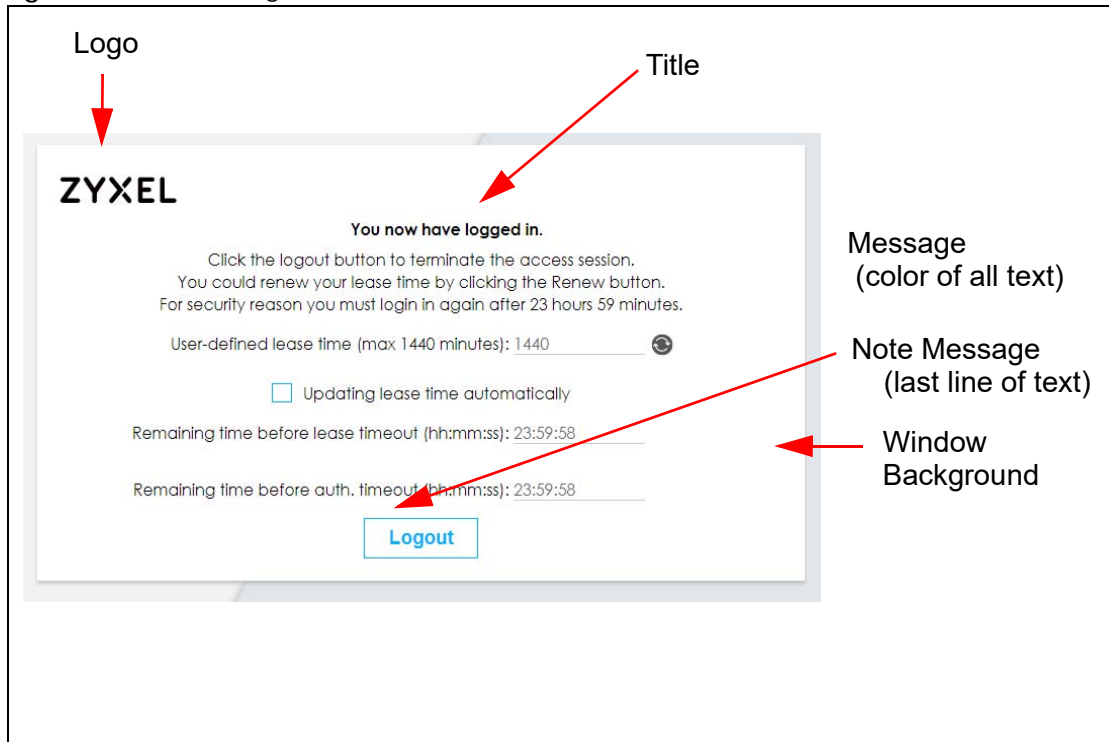 Logo
Title
ZYXEL
You now have logged in.
Click the logout button to terminate the access session.
You could renew your lease time by clicking the Renew button.
For security reason you must login in again after 23 hours 59 minutes.
User-defined lease time (max 1440 minutes): 1440
Updating lease time automatically
Remaining time before lease timeout (hh:mm:ss): 23:59:58
Remaining time before auth. timeout (hh:mm:ss): 23:59:58
Logout
Message
(color of all text)
Note Message
(last line of text)
Window
Background